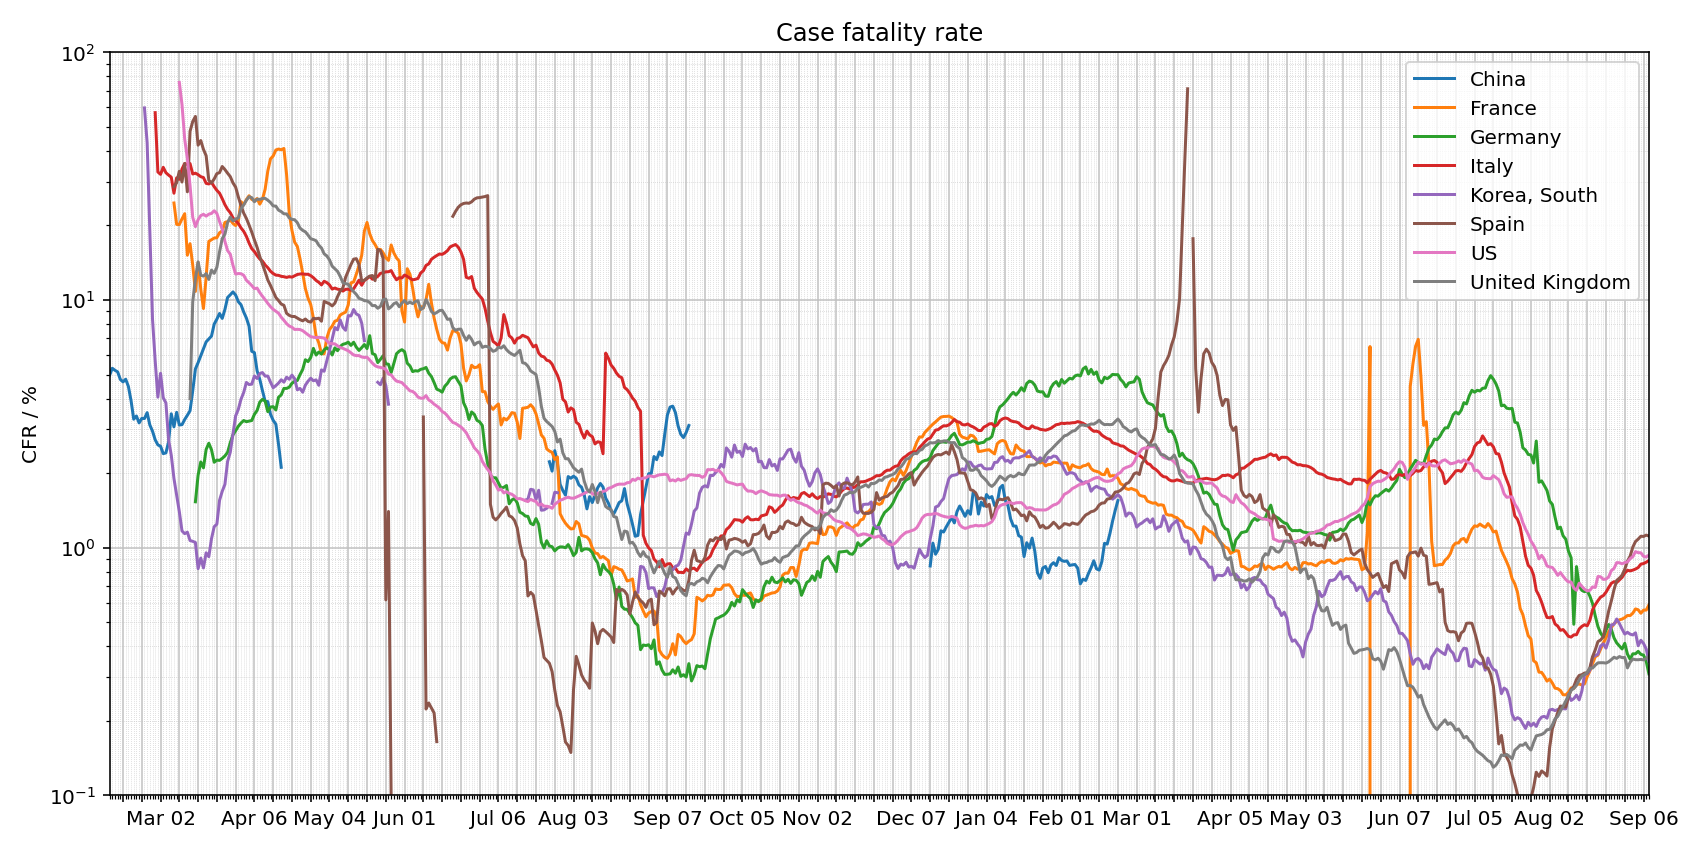 Case fatality rate
CFR / %
10²
10¹
10⁰
10⁻¹
China
France
Germany
Italy
Korea, South
Spain
US
United Kingdom
Mar 02 Apr 06 May 04 Jun 01 Jul 06 Aug 03 Sep 07 Oct 05 Nov 02 Dec 07 Jan 04 Feb 01 Mar 01 Apr 05 May 03 Jun 07 Jul 05 Aug 02 Sep 06